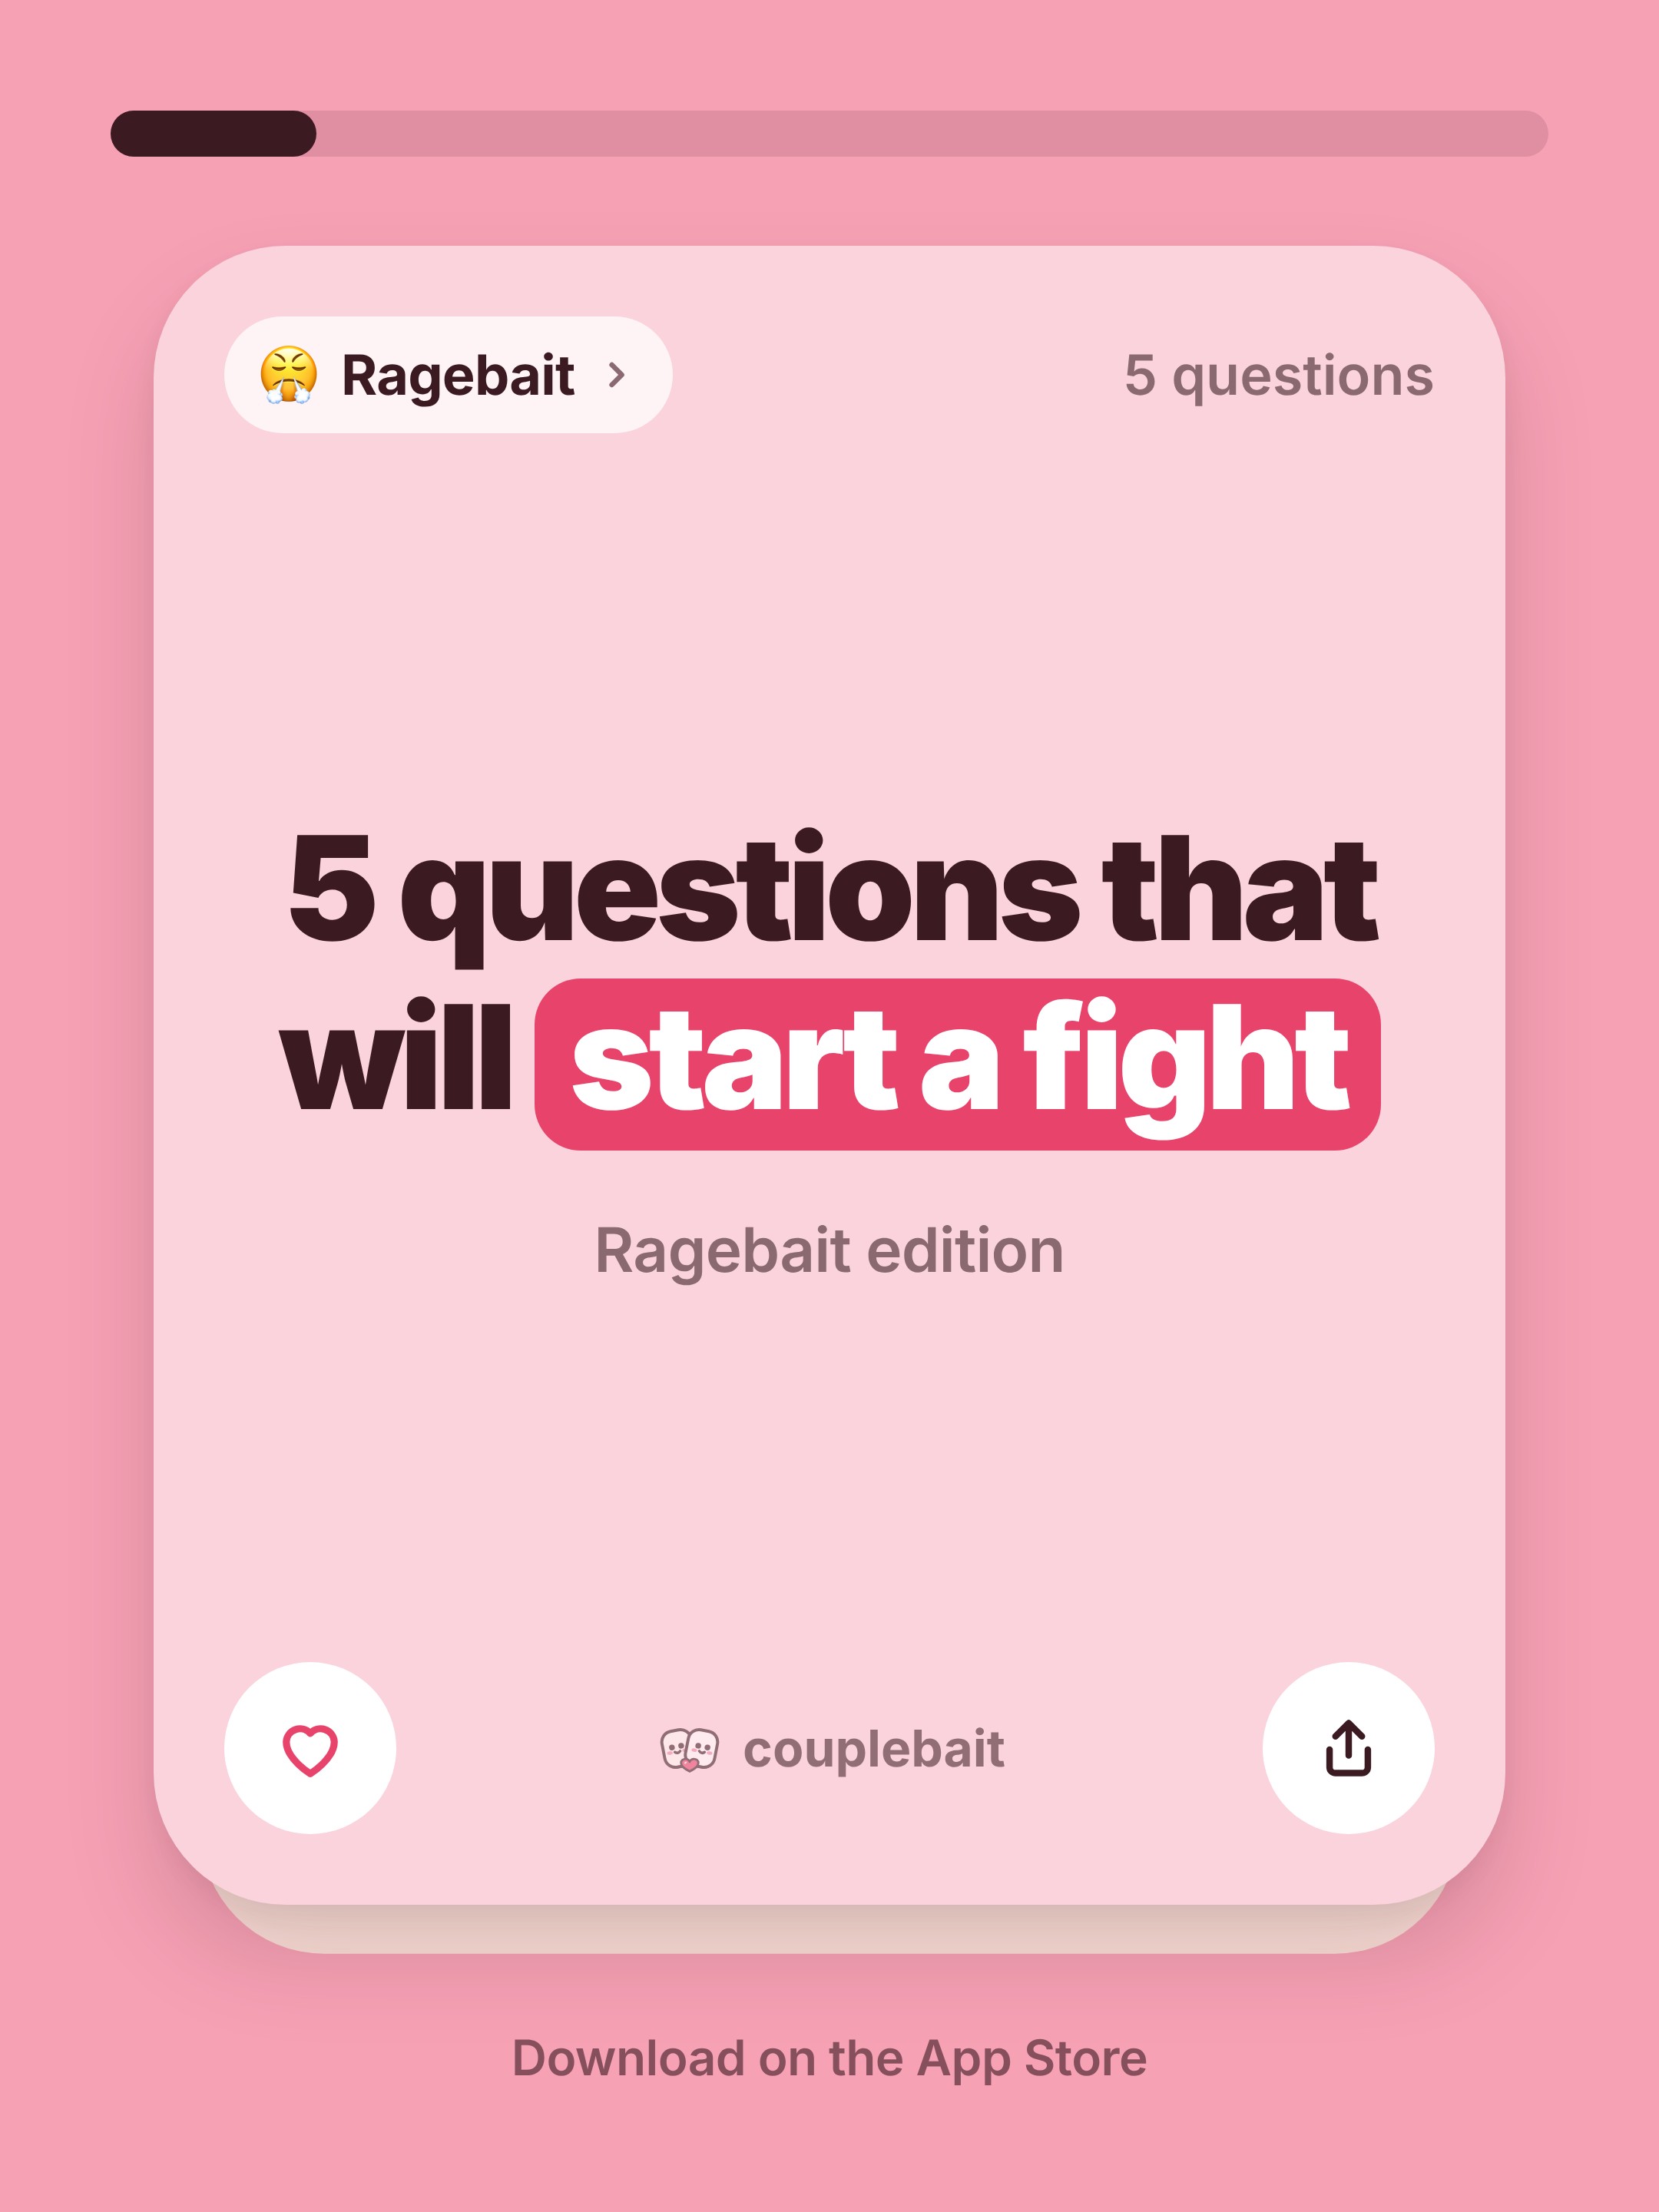 Ragebait
5 questions
5 questions that
will start a fight
Ragebait edition
couplebait
Download on the App Store